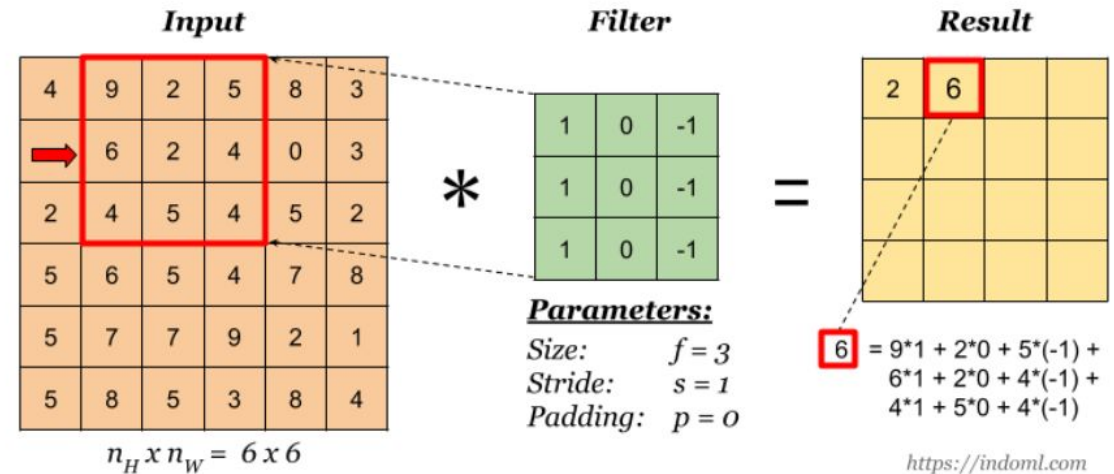 Input Filter Result
4 9 2 5 8 3
6 2 4 0 3
2 4 5 4 5 2
5 6 5 4 7 8
5 7 7 9 2 1
5 8 5 3 8 4
n_H x n_W = 6 x 6
*
1 0 -1
1 0 -1
1 0 -1
Parameters:
Size: f = 3
Stride: s = 1
Padding: p = 0
=
2 6
6 = 9*1 + 2*0 + 5*(-1) +
6*1 + 2*0 + 4*(-1) +
4*1 + 5*0 + 4*(-1)
https://indoml.com